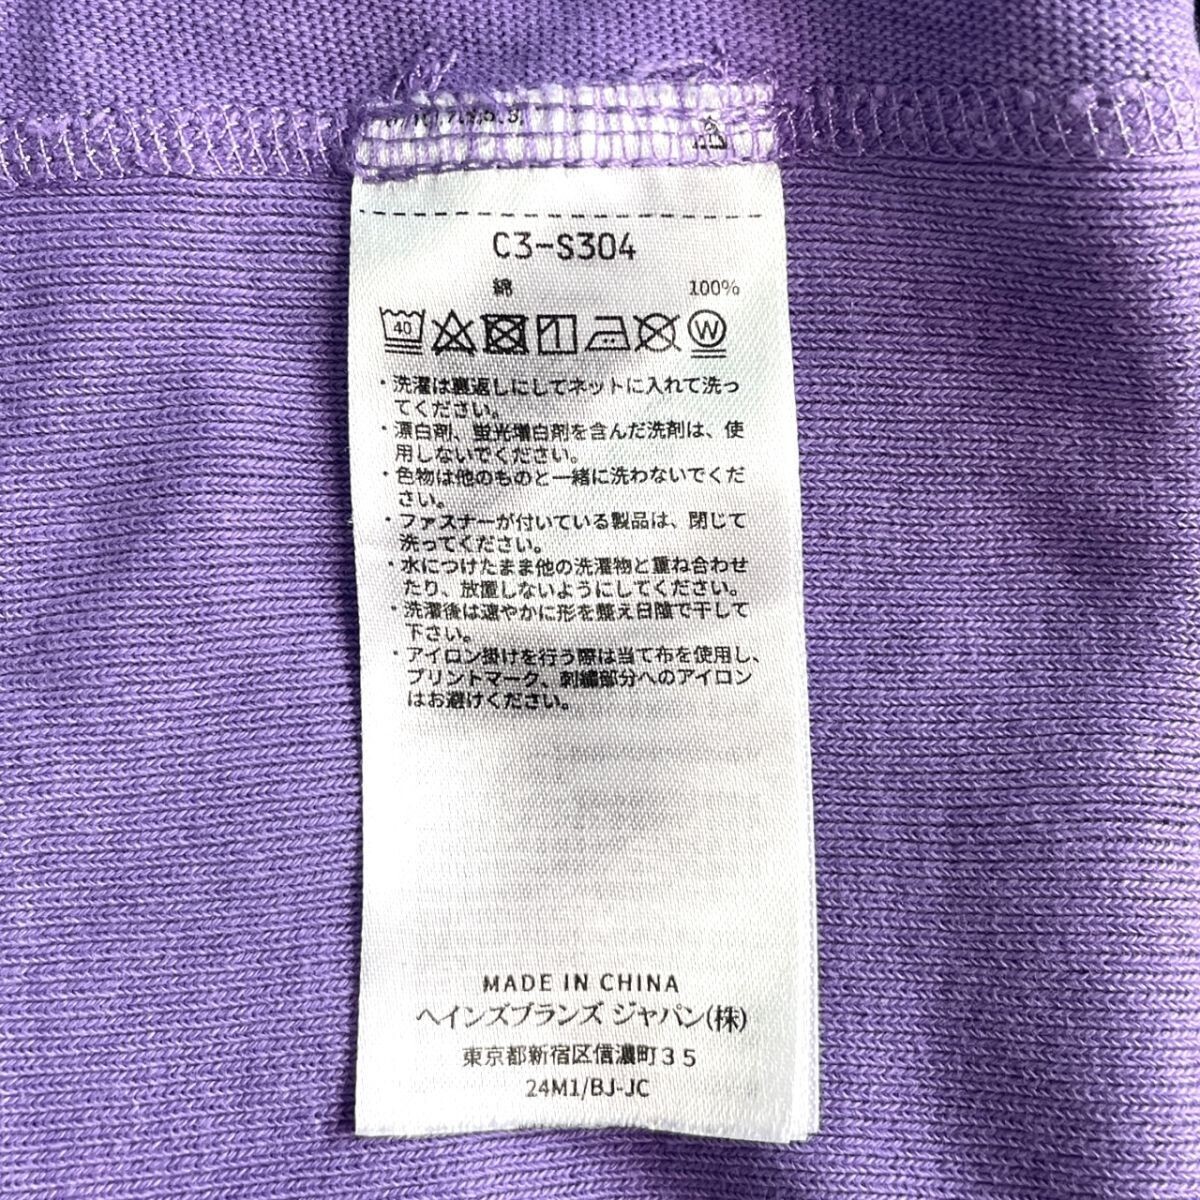 C3-S304
綿 100%
40 W
・洗濯は裏返しにしてネットに入れて洗っ
てください。
・漂白剤、蛍光増白剤を含んだ洗剤は、使
用しないでください。
・色物は他のものと一緒に洗わないでくだ
さい。
・ファスナーが付いている製品は、閉じて
洗ってください。
・水につけたまま他の洗濯物と重ね合わせ
たり、放置しないようにしてください。
・洗濯後は速やかに形を整え日陰で干して
下さい。
・アイロン掛けを行う際は当て布を使用し、
プリントマーク、刺繍部分へのアイロン
はお避けください。
MADE IN CHINA
ヘインズブランズ ジャパン(株)
東京都新宿区信濃町３５
24M1/BJ-JC